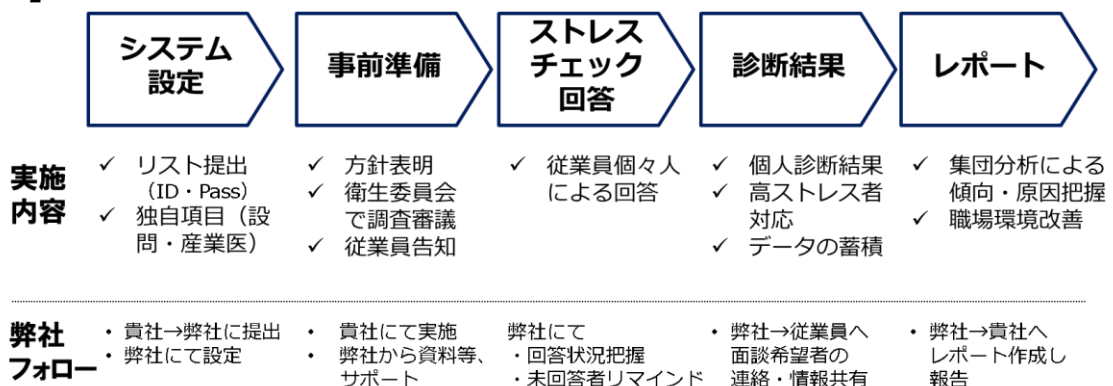 システム
設定
事前準備
ストレス
チェック
回答
診断結果
レポート
実施
内容
✓ リスト提出
（ID・Pass）
✓ 独自項目（設
問・産業医）
✓ 方針表明
✓ 衛生委員会
で調査審議
✓ 従業員告知
✓ 従業員個々人
による回答
✓ 個人診断結果
✓ 高ストレス者
対応
✓ データの蓄積
✓ 集団分析による
傾向・原因把握
✓ 職場環境改善
弊社
フォロー
・貴社→弊社に提出
・弊社にて設定
・貴社にて実施
・弊社から資料等、
サポート
弊社にて
・回答状況把握
・未回答者リマインド
・弊社→従業員へ
面談希望者の
連絡・情報共有
・弊社→貴社へ
レポート作成し
報告